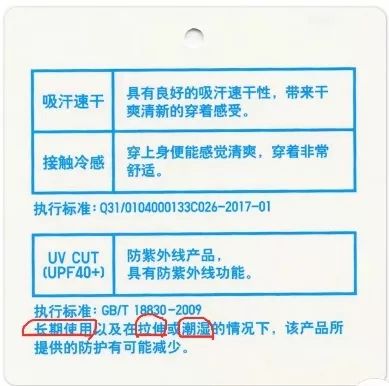 吸汗速干
具有良好的吸汗速干性，带来干
爽清新的穿着感受。
接触冷感
穿上身便能感觉清爽，穿着非常
舒适。
执行标准：Q31/0104000133C026-2017-01
UV CUT
(UPF40+)
防紫外线产品，
具有防紫外线功能。
执行标准：GB/T 18830-2009
长期使用以及在拉伸或潮湿的情况下，该产品所
提供的防护有可能减少。